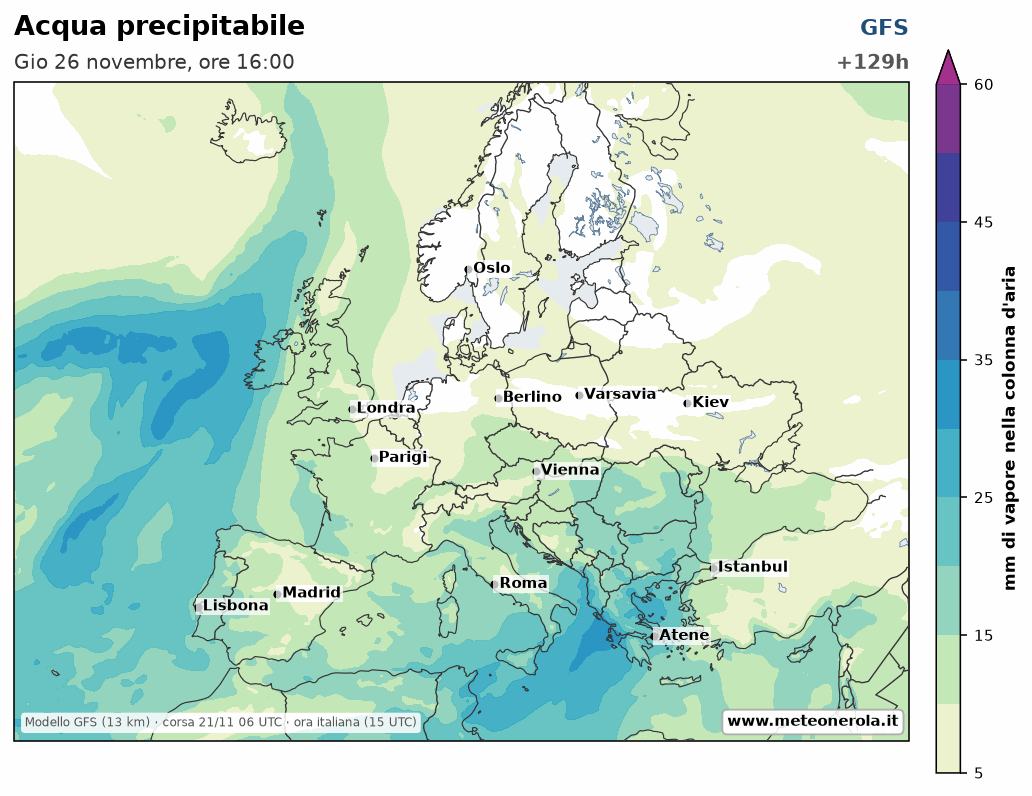 Acqua precipitabile
GFS
Gio 26 novembre, ore 16:00
+129h
60
45
35
25
15
5
mm di vapore nella colonna d'aria
Oslo
Londra
Berlino
Varsavia
Kiev
Parigi
Vienna
Istanbul
Roma
Madrid
Lisbona
Atene
Modello GFS (13 km) · corsa 21/11 06 UTC · ora italiana (15 UTC)
www.meteonerola.it